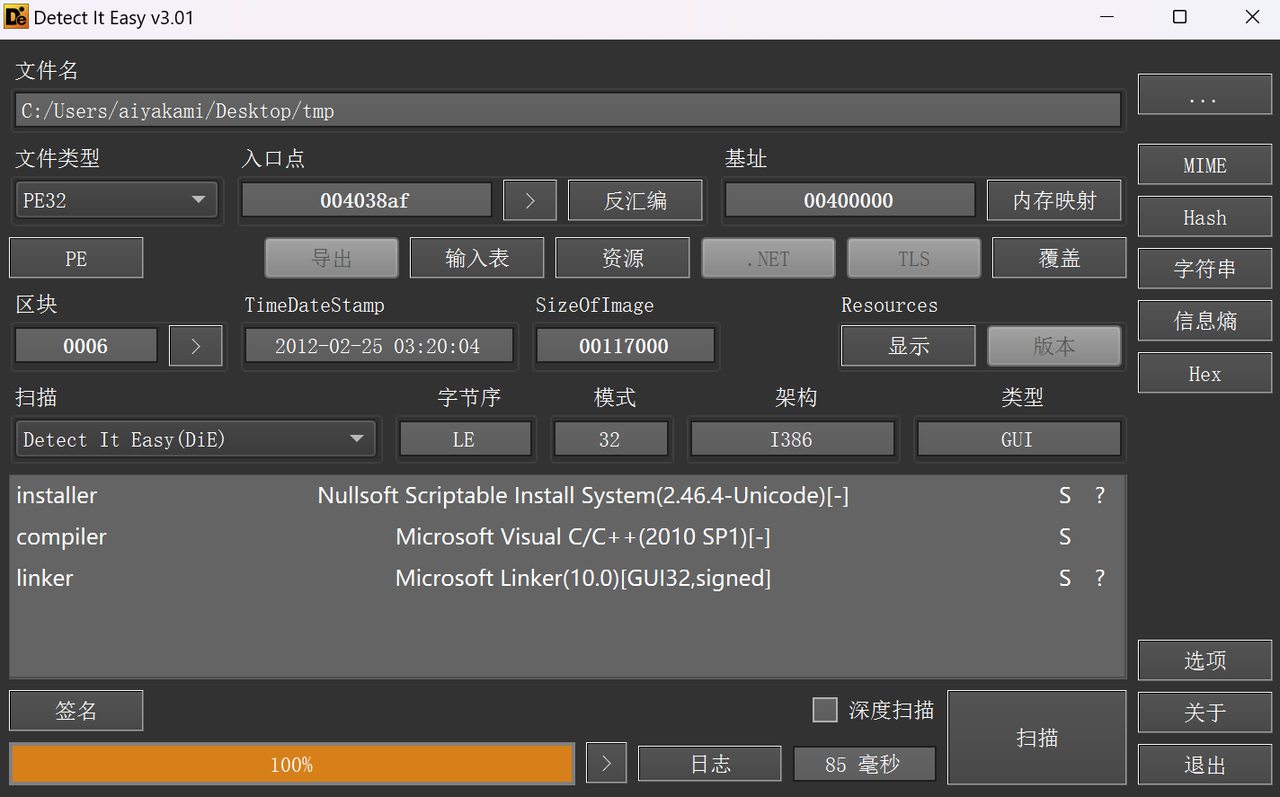 Detect It Easy v3.01
文件名
C:/Users/aiyakami/Desktop/tmp
...
文件类型 入口点 基址
PE32 004038af > 反汇编 00400000 内存映射
MIME
PE 导出 输入表 资源 .NET TLS 覆盖
Hash
字符串
区块 TimeDateStamp SizeOfImage Resources
0006 > 2012-02-25 03:20:04 00117000 显示 版本
信息熵
Hex
扫描 字节序 模式 架构 类型
Detect It Easy(DiE) LE 32 I386 GUI
installer Nullsoft Scriptable Install System(2.46.4-Unicode)[-] S ?
compiler Microsoft Visual C/C++(2010 SP1)[-] S
linker Microsoft Linker(10.0)[GUI32,signed] S ?
选项
签名 深度扫描 扫描
关于
100% > 日志 85 毫秒
退出